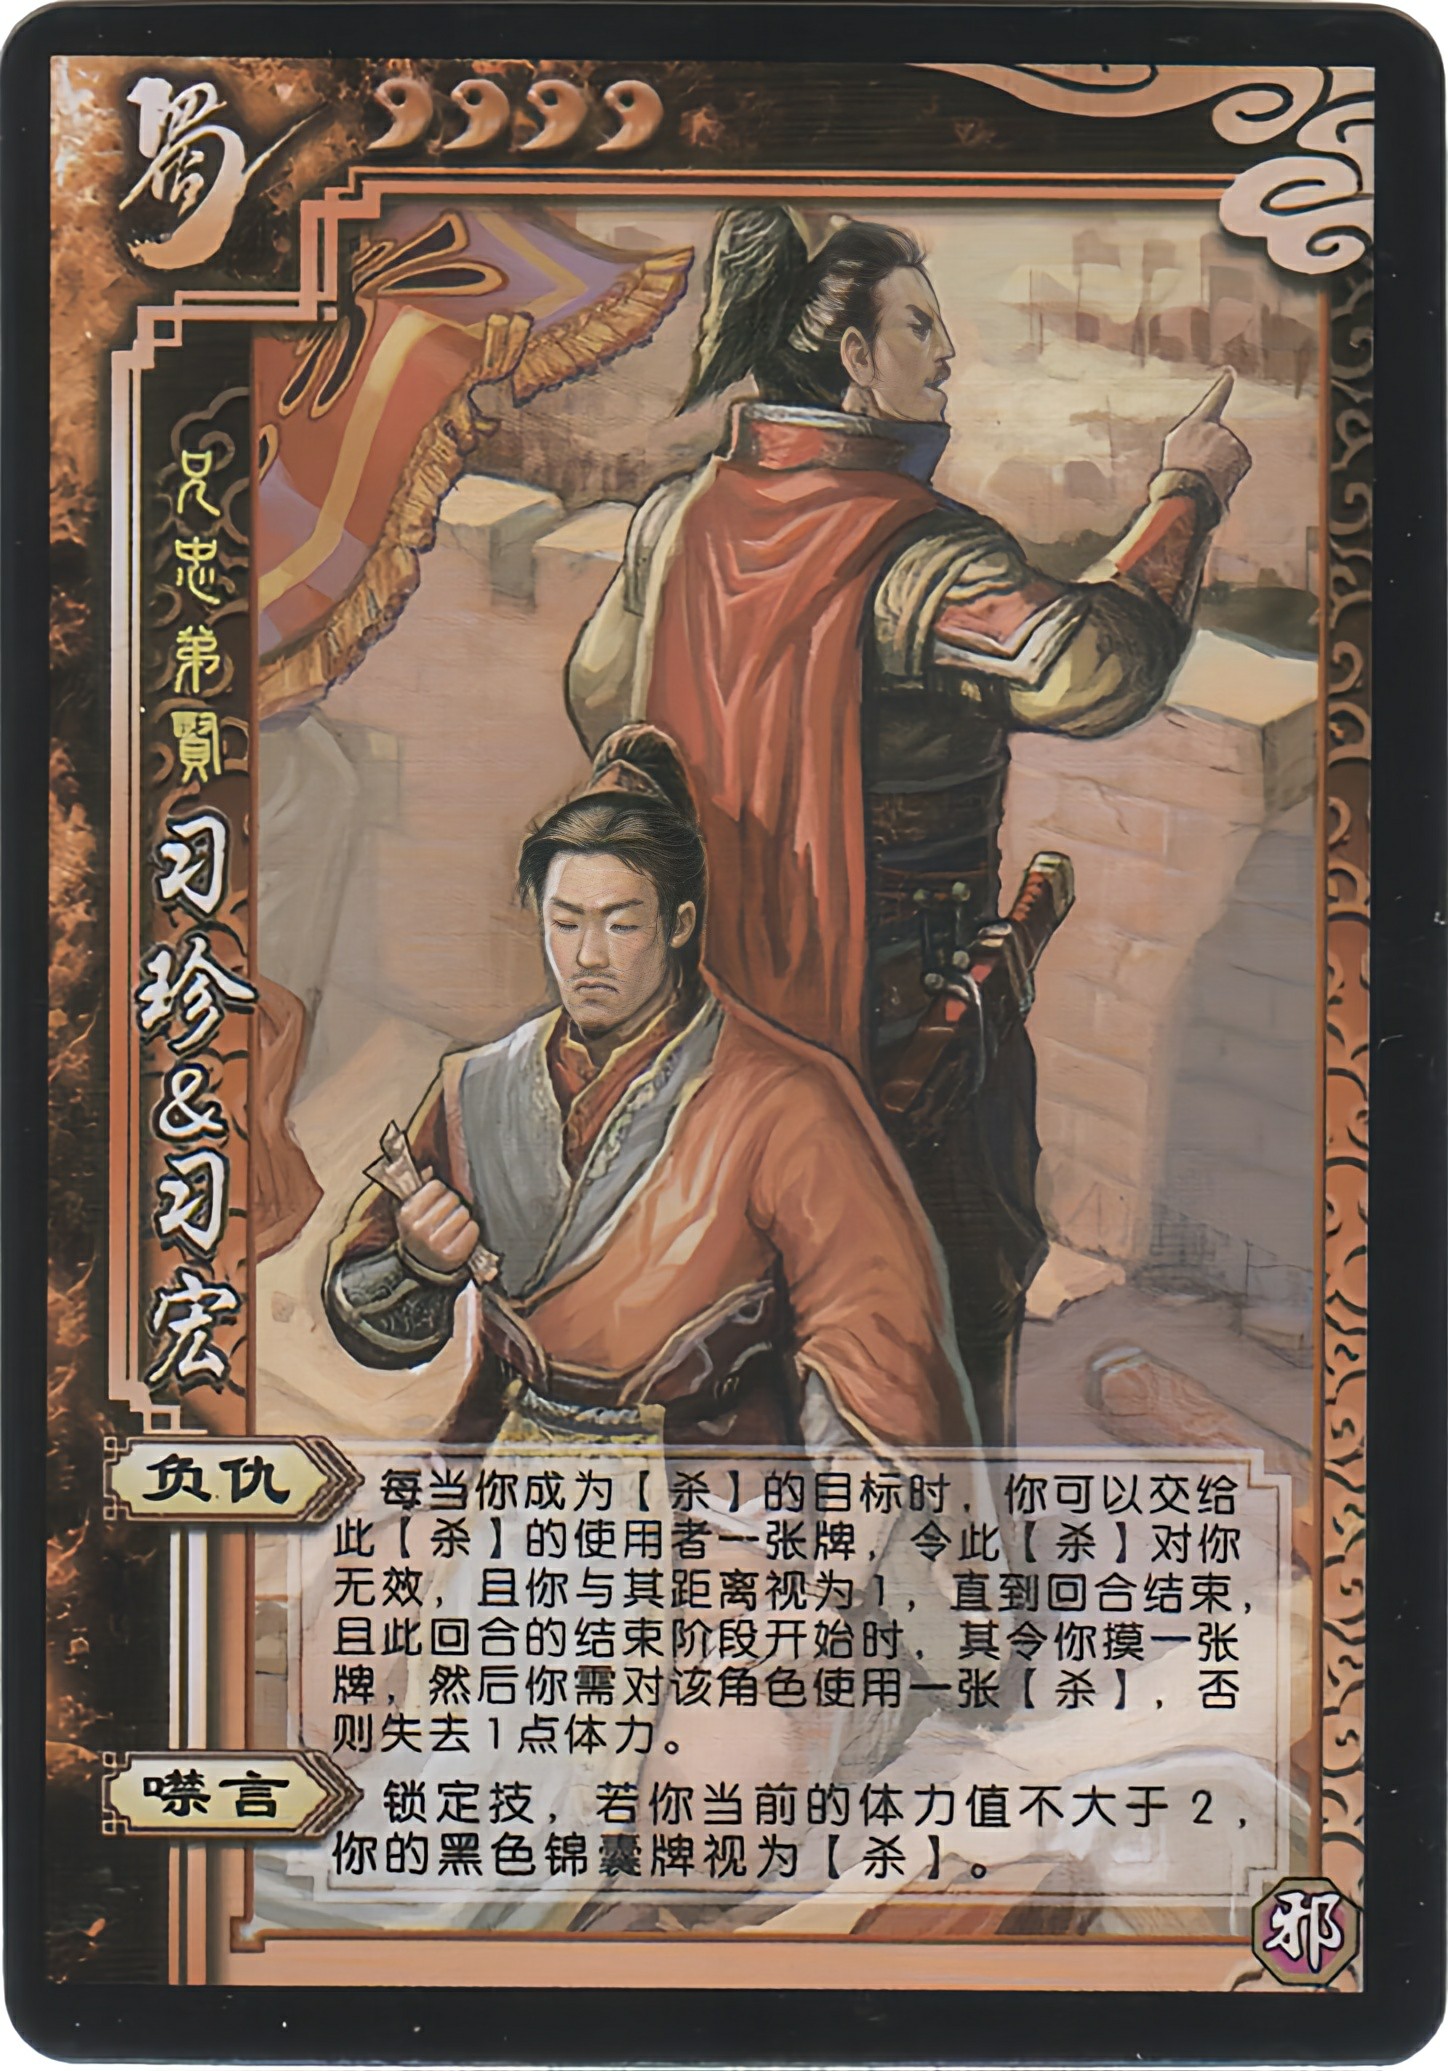 蜀
兄忠弟賢
习珍&习宏
负仇
每当你成为【杀】的目标时，你可以交给
此【杀】的使用者一张牌，令此【杀】对你
无效，且你与其距离视为1，直到回合结束，
且此回合的结束阶段开始时，其令你摸一张
牌，然后你需对该角色使用一张【杀】，否
则失去1点体力。
噤言
锁定技，若你当前的体力值不大于2，
你的黑色锦囊牌视为【杀】。
邪